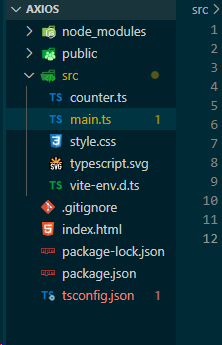 AXIOS
node_modules
public
src
TS counter.ts
TS main.ts 1
style.css
SVG typescript.svg
TS vite-env.d.ts
.gitignore
index.html
package-lock.json
package.json
TS tsconfig.json 1
src >
1
2
3
4
5
6
7
8
9
10
11
12